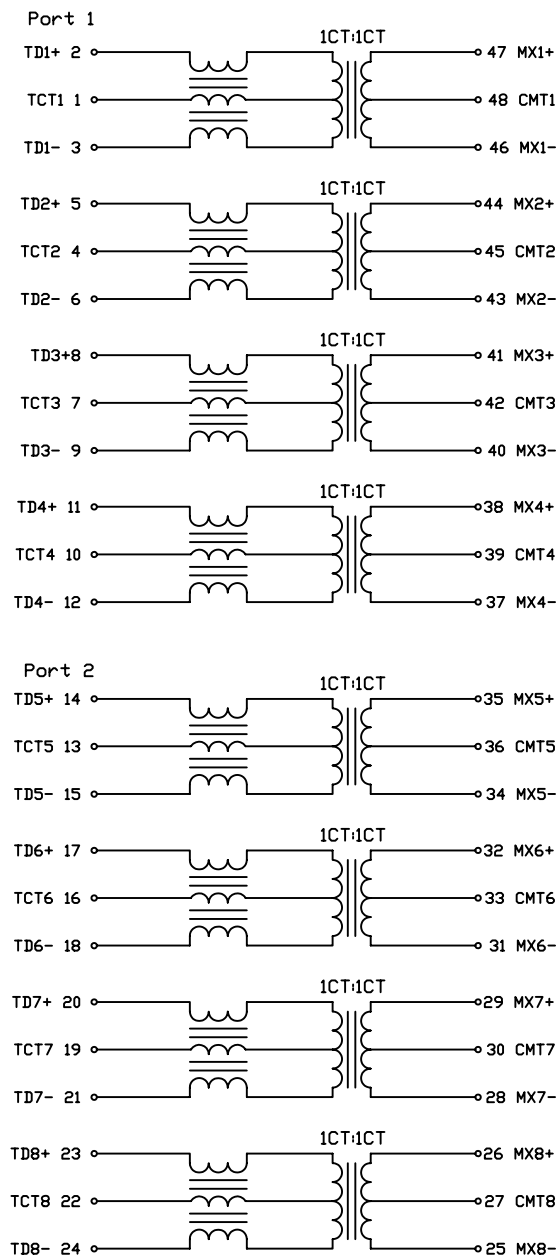 Port 1
1CT:1CT
TD1+ 2 47 MX1+
TCT1 1 48 CMT1
TD1- 3 46 MX1-
1CT:1CT
TD2+ 5 44 MX2+
TCT2 4 45 CMT2
TD2- 6 43 MX2-
1CT:1CT
TD3+8 41 MX3+
TCT3 7 42 CMT3
TD3- 9 40 MX3-
1CT:1CT
TD4+ 11 38 MX4+
TCT4 10 39 CMT4
TD4- 12 37 MX4-
Port 2
1CT:1CT
TD5+ 14 35 MX5+
TCT5 13 36 CMT5
TD5- 15 34 MX5-
1CT:1CT
TD6+ 17 32 MX6+
TCT6 16 33 CMT6
TD6- 18 31 MX6-
1CT:1CT
TD7+ 20 29 MX7+
TCT7 19 30 CMT7
TD7- 21 28 MX7-
1CT:1CT
TD8+ 23 26 MX8+
TCT8 22 27 CMT8
TD8- 24 25 MX8-